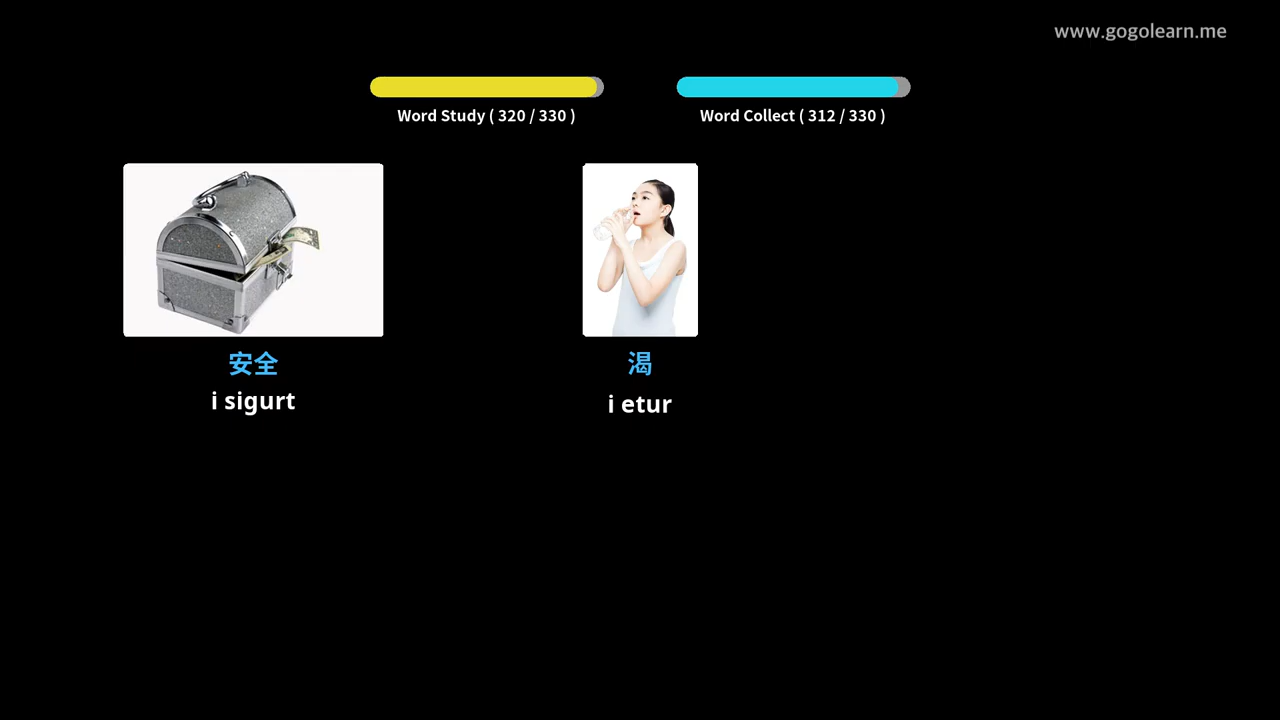 www.gogolearn.me
Word Study ( 320 / 330 )
Word Collect ( 312 / 330 )
安全
i sigurt
渴
i etur